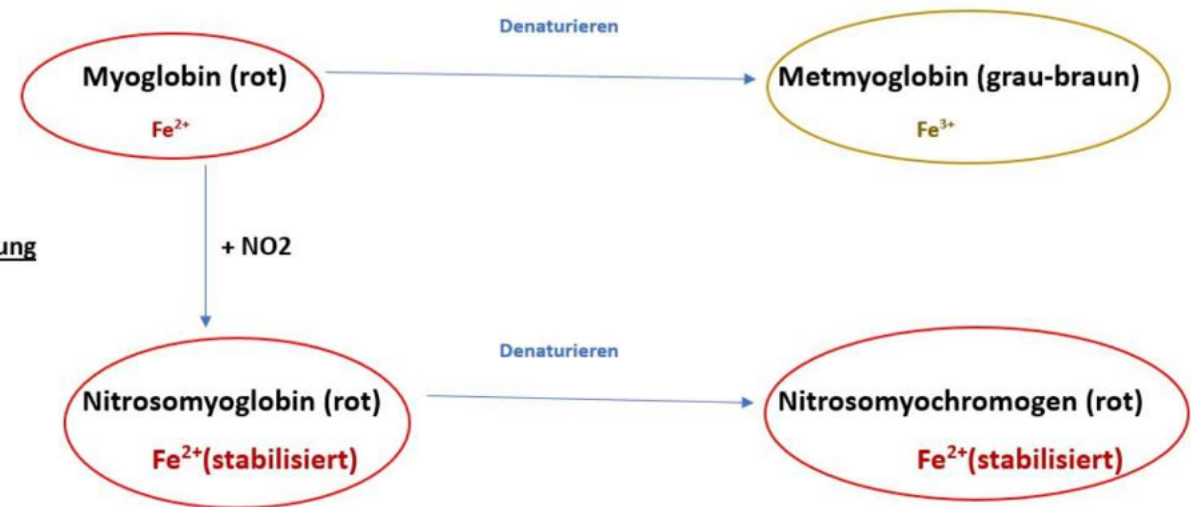 Denaturieren
Myoglobin (rot)
Metmyoglobin (grau-braun)
Fe²⁺
Fe³⁺
ung
+ NO2
Denaturieren
Nitrosomyoglobin (rot)
Nitrosomyochromogen (rot)
Fe²⁺(stabilisiert)
Fe²⁺(stabilisiert)